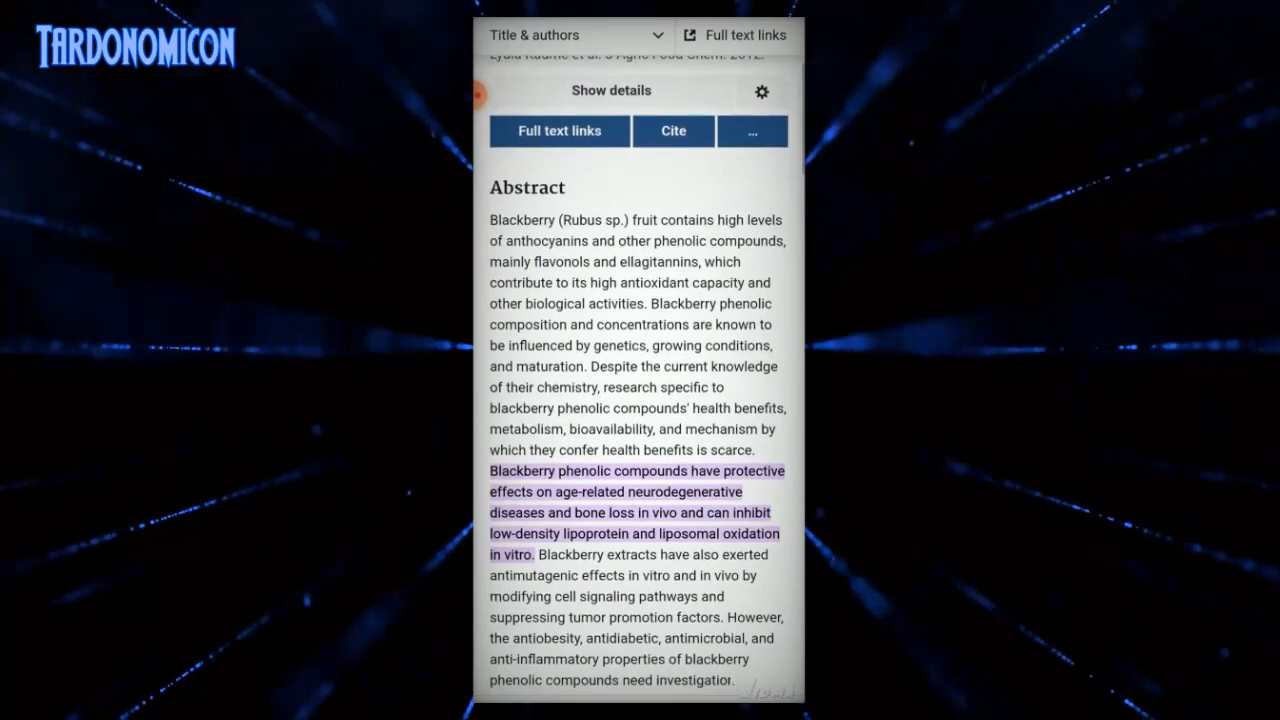 TARDONOMICON
Title & authors
Full text links
Show details
Full text links
Cite
...
Abstract
Blackberry (Rubus sp.) fruit contains high levels
of anthocyanins and other phenolic compounds,
mainly flavonols and ellagitannins, which
contribute to its high antioxidant capacity and
other biological activities. Blackberry phenolic
composition and concentrations are known to
be influenced by genetics, growing conditions,
and maturation. Despite the current knowledge
of their chemistry, research specific to
blackberry phenolic compounds' health benefits,
metabolism, bioavailability, and mechanism by
which they confer health benefits is scarce.
Blackberry phenolic compounds have protective
effects on age-related neurodegenerative
diseases and bone loss in vivo and can inhibit
low-density lipoprotein and liposomal oxidation
in vitro. Blackberry extracts have also exerted
antimutagenic effects in vitro and in vivo by
modifying cell signaling pathways and
suppressing tumor promotion factors. However,
the antiobesity, antidiabetic, antimicrobial, and
anti-inflammatory properties of blackberry
phenolic compounds need investigation.